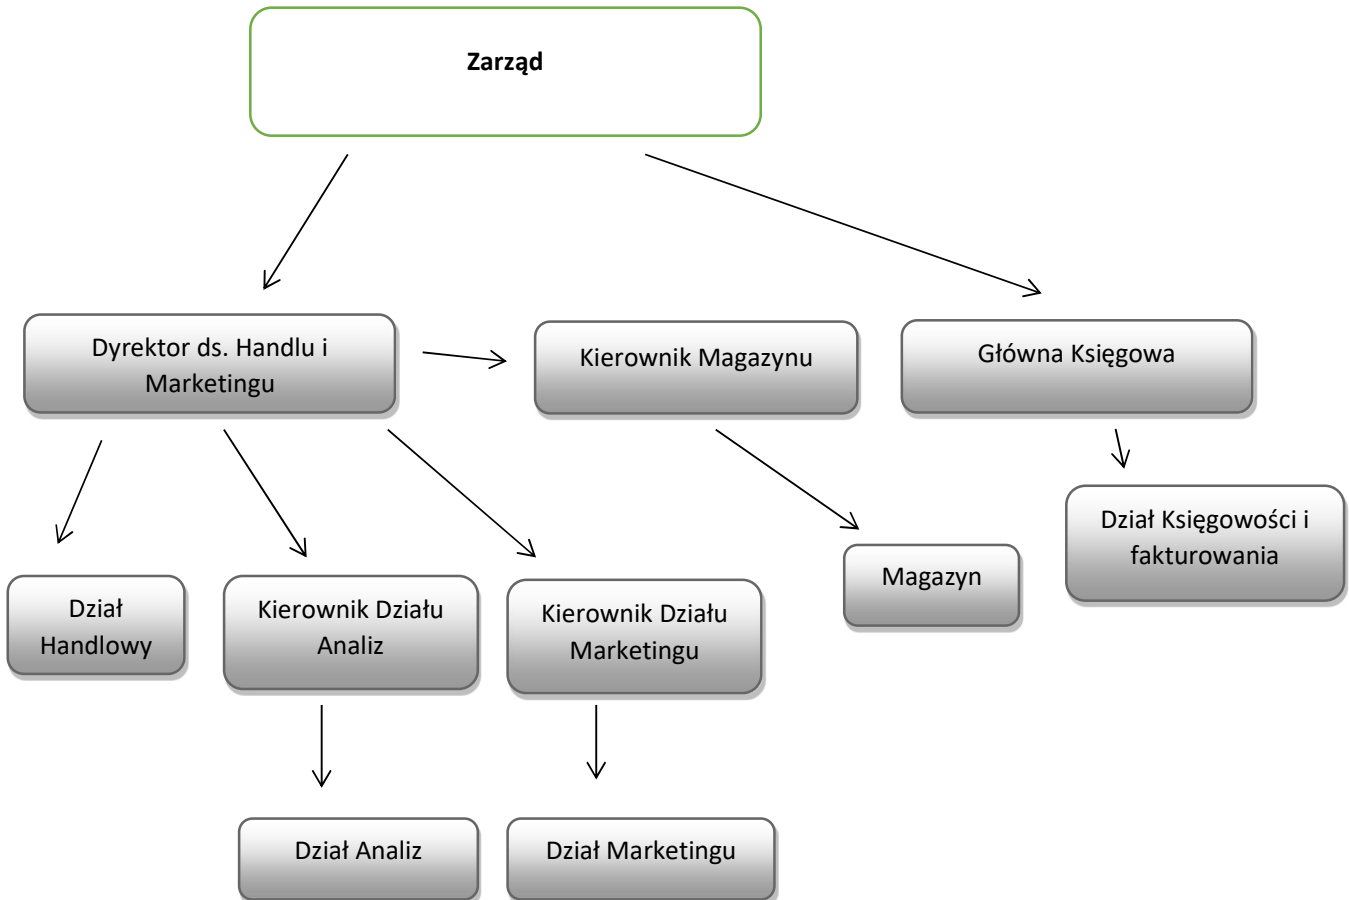 Zarząd
Dyrektor ds. Handlu i
Marketingu
Kierownik Magazynu
Główna Księgowa
Dział Księgowości i
fakturowania
Magazyn
Dział
Handlowy
Kierownik Działu
Analiz
Kierownik Działu
Marketingu
Dział Analiz
Dział Marketingu